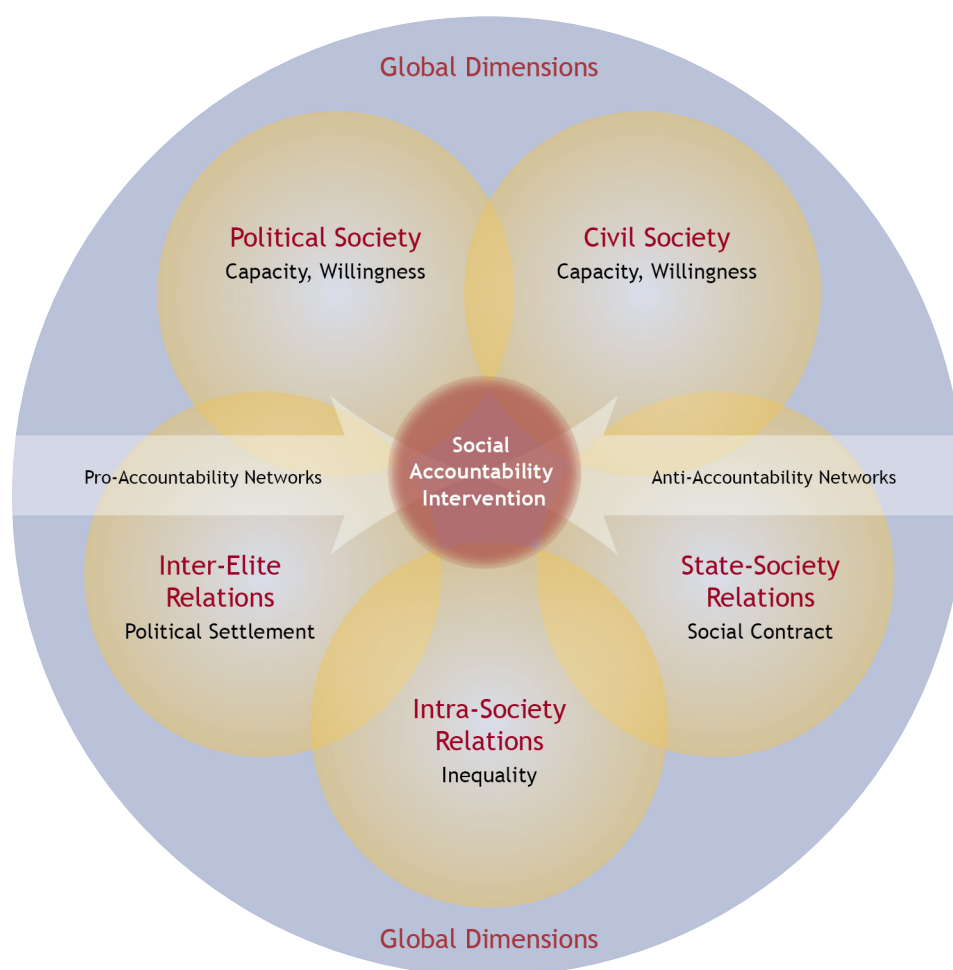 Global Dimensions
Political Society
Capacity, Willingness
Civil Society
Capacity, Willingness
Social
Accountability
Intervention
Pro-Accountability Networks
Anti-Accountability Networks
Inter-Elite
Relations
Political Settlement
State-Society
Relations
Social Contract
Intra-Society
Relations
Inequality
Global Dimensions